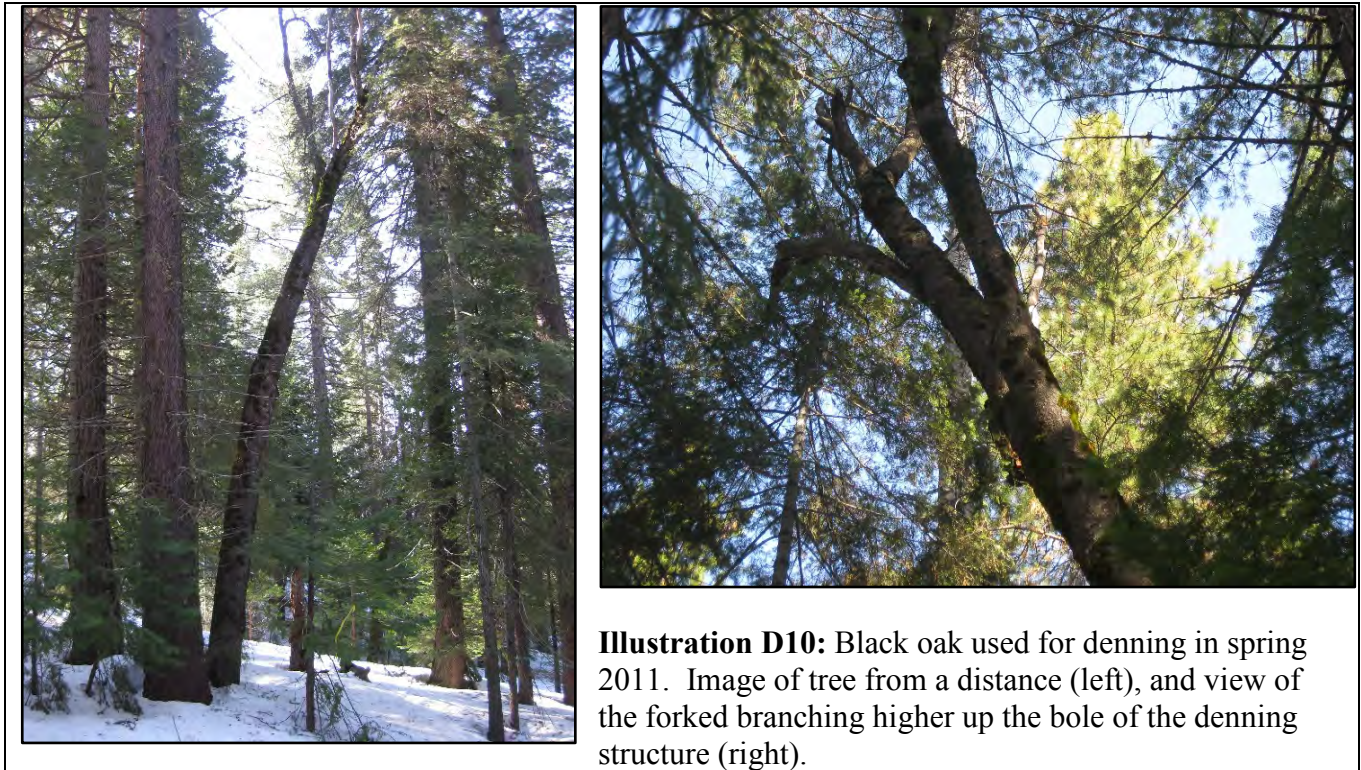 Illustration D10: Black oak used for denning in spring
2011.  Image of tree from a distance (left), and view of
the forked branching higher up the bole of the denning
structure (right).